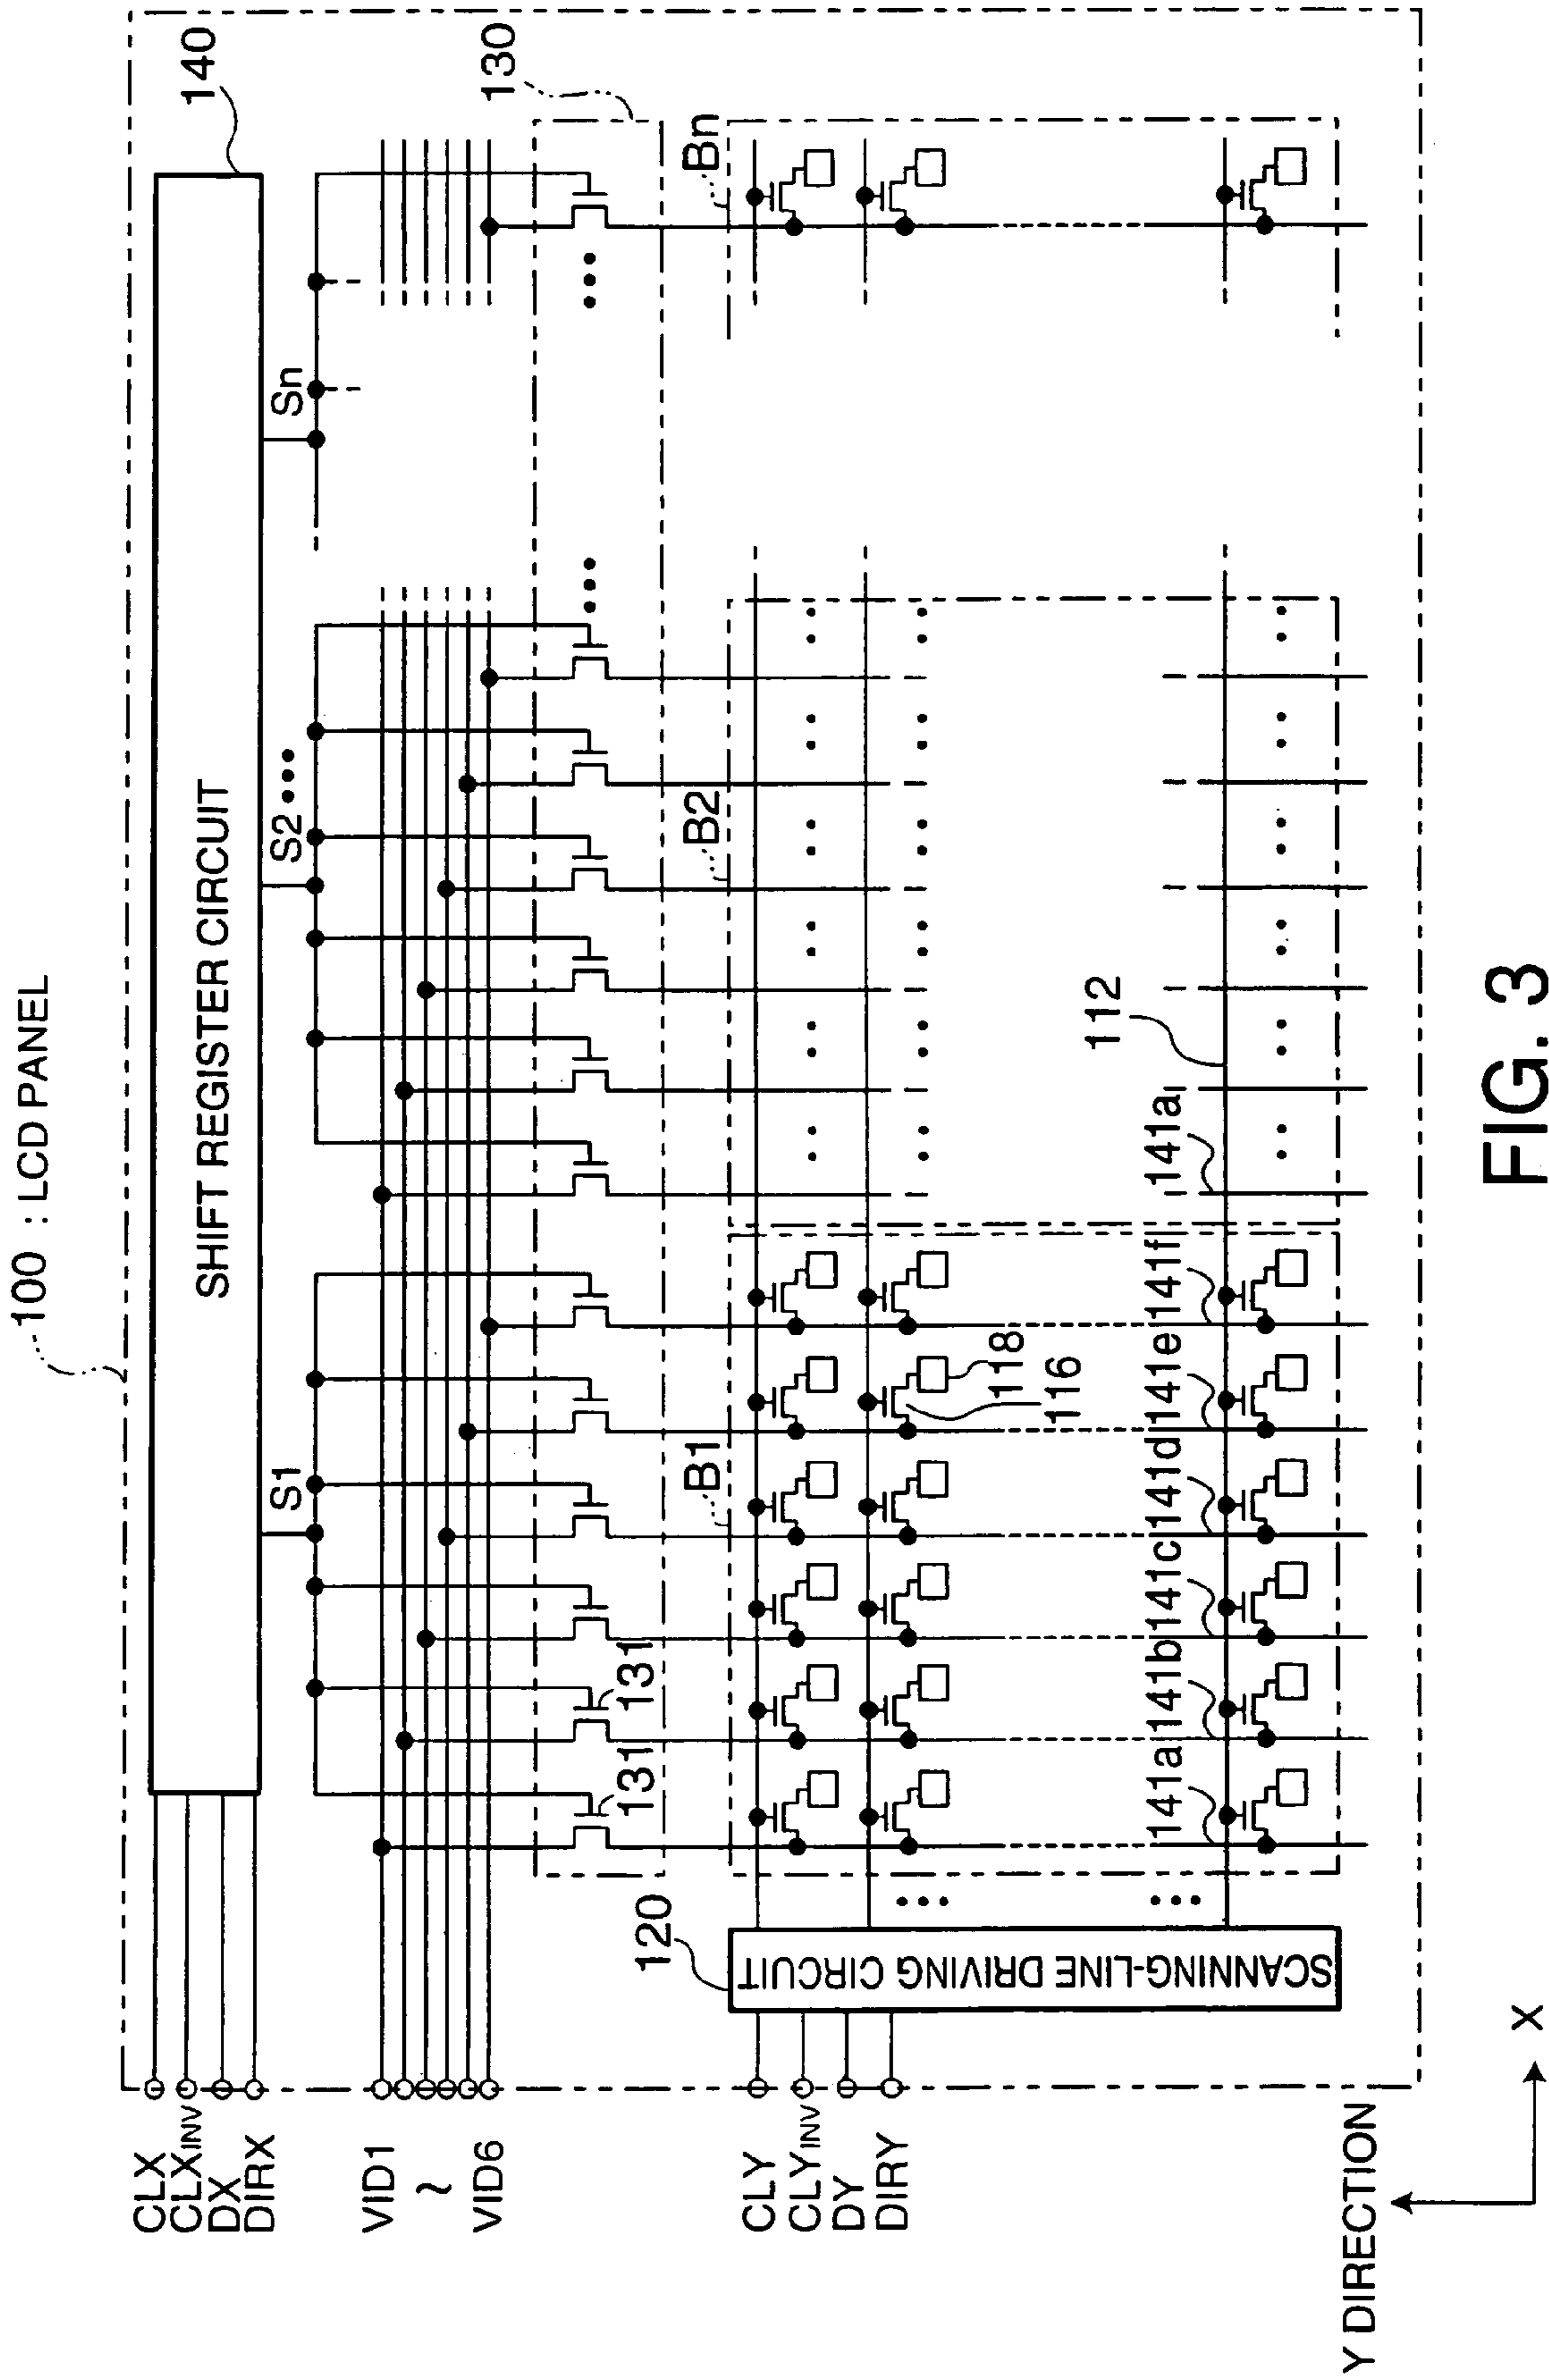 100 : LCD PANEL
140
SHIFT REGISTER CIRCUIT
CLX
CLXINV
DX
DIRX
S1
S2 •••
Sn
VID1
~
VID6
130
•••
•••
131
131
B1
B2
Bn
120
SCANNING-LINE DRIVING CIRCUIT
CLY
CLYINV
DY
DIRY
118
116
112
141a
141b
141c
141d
141e
141f
141a
Y DIRECTION
X
FIG. 3